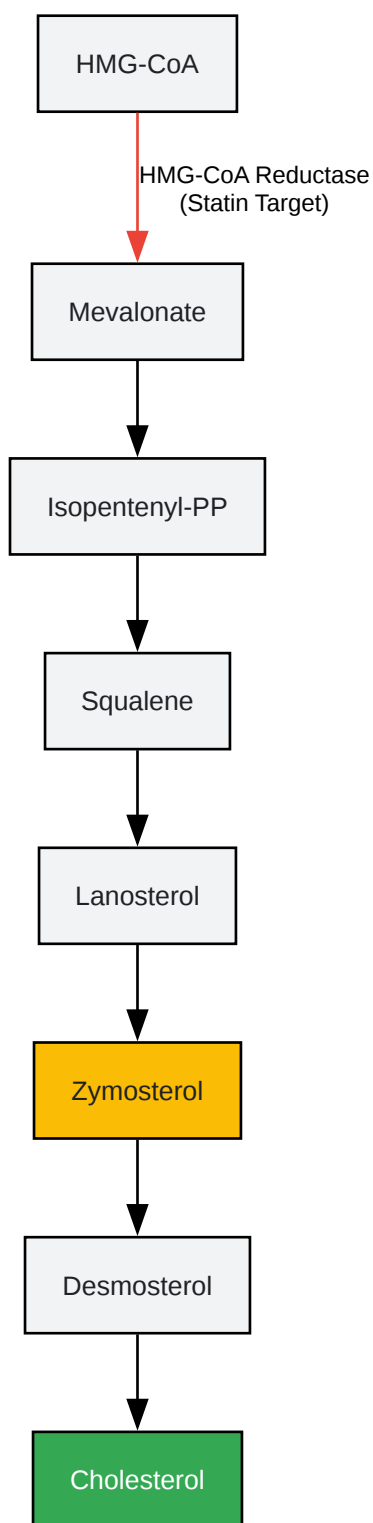 HMG-CoA
HMG-CoA Reductase
(Statin Target)
Mevalonate
Isopentenyl-PP
Squalene
Lanosterol
Zymosterol
Desmosterol
Cholesterol